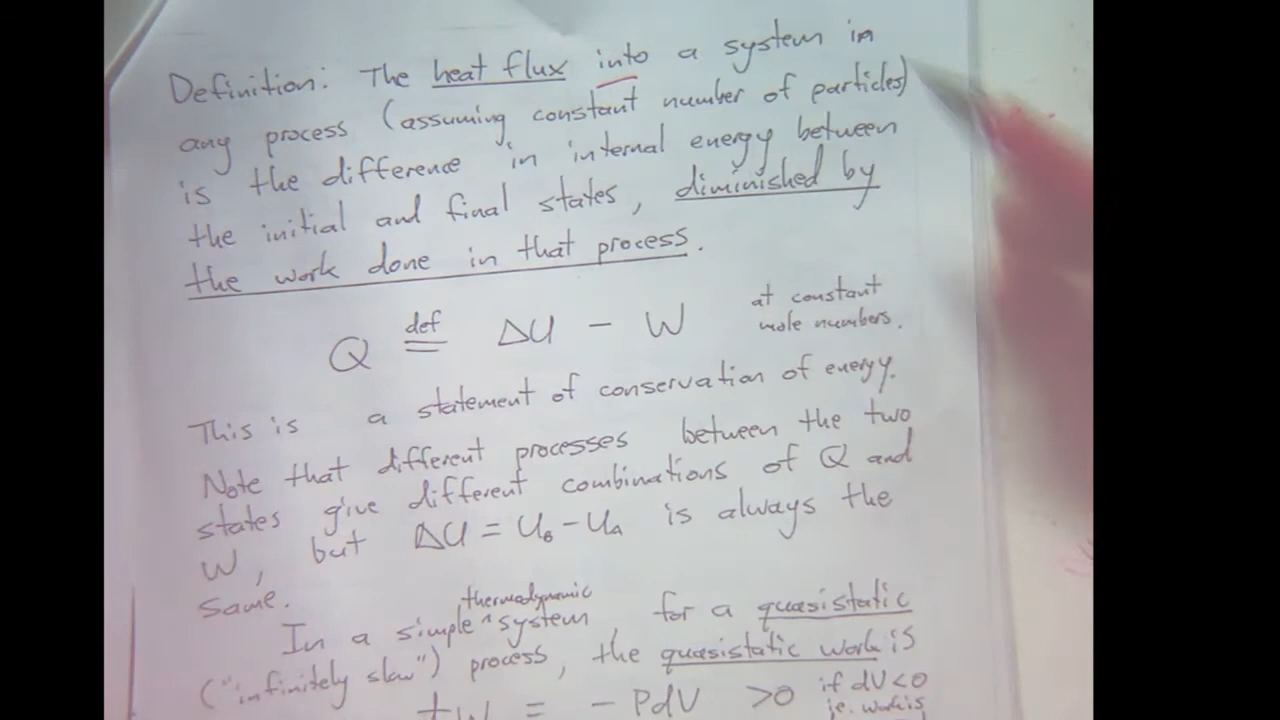 Definition: The heat flux into a system in
any process (assuming constant number of particles)
is the difference in internal energy between
the initial and final states, diminished by
the work done in that process.
Q def= ΔU - W at constant mole numbers.
This is a statement of conservation of energy.
Note that different processes between the two
states give different combinations of Q and
W, but ΔU = U_B - U_A is always the
same.
In a simple ^ thermodynamic system for a quasistatic
("infinitely slow") process, the quasistatic work is
đW = - PdV >0 if dV<0
ie. work is